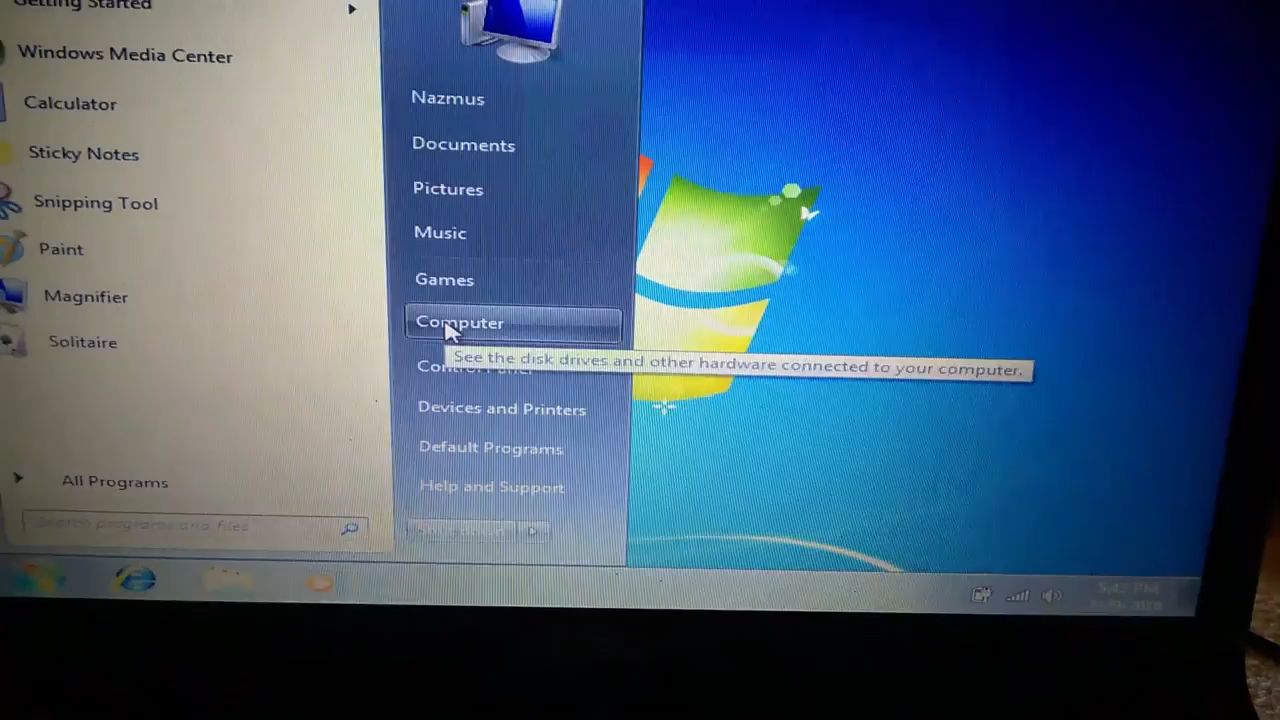 Getting Started
Windows Media Center
Calculator
Sticky Notes
Snipping Tool
Paint
Magnifier
Solitaire
All Programs
Search programs and files
Nazmus
Documents
Pictures
Music
Games
Computer
See the disk drives and other hardware connected to your computer.
Control Panel
Devices and Printers
Default Programs
Help and Support
Shut down